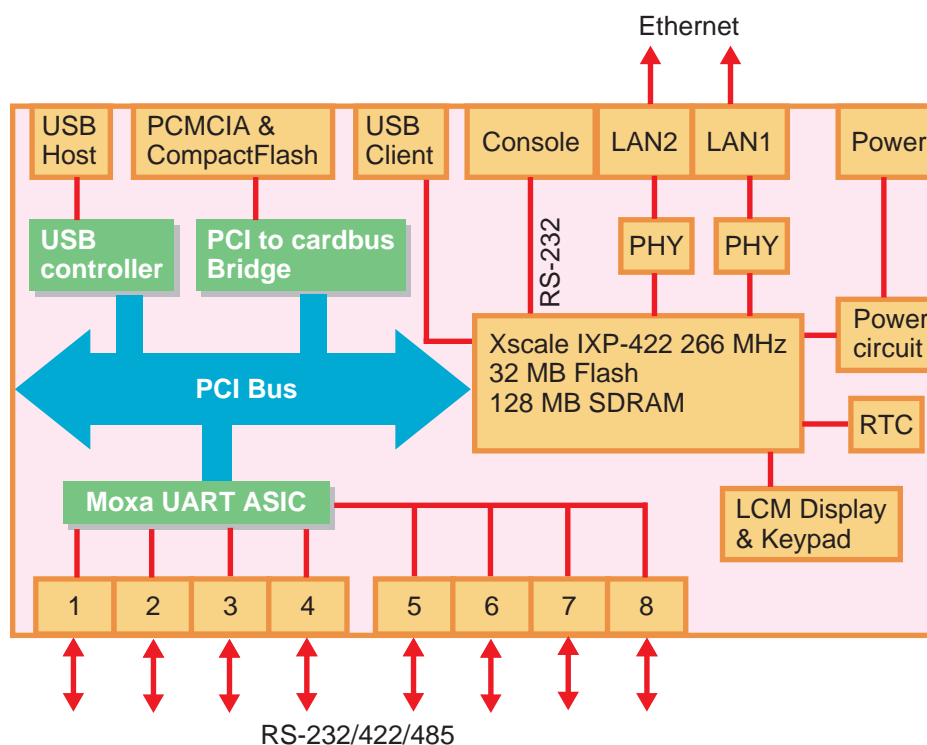 Ethernet
USB
Host
PCMCIA &
CompactFlash
USB
Client
Console
LAN2
LAN1
Power
USB
controller
PCI to cardbus
Bridge
RS-232
PHY
PHY
Power
circuit
Xscale IXP-422 266 MHz
32 MB Flash
128 MB SDRAM
PCI Bus
RTC
Moxa UART ASIC
LCM Display
& Keypad
1
2
3
4
5
6
7
8
RS-232/422/485